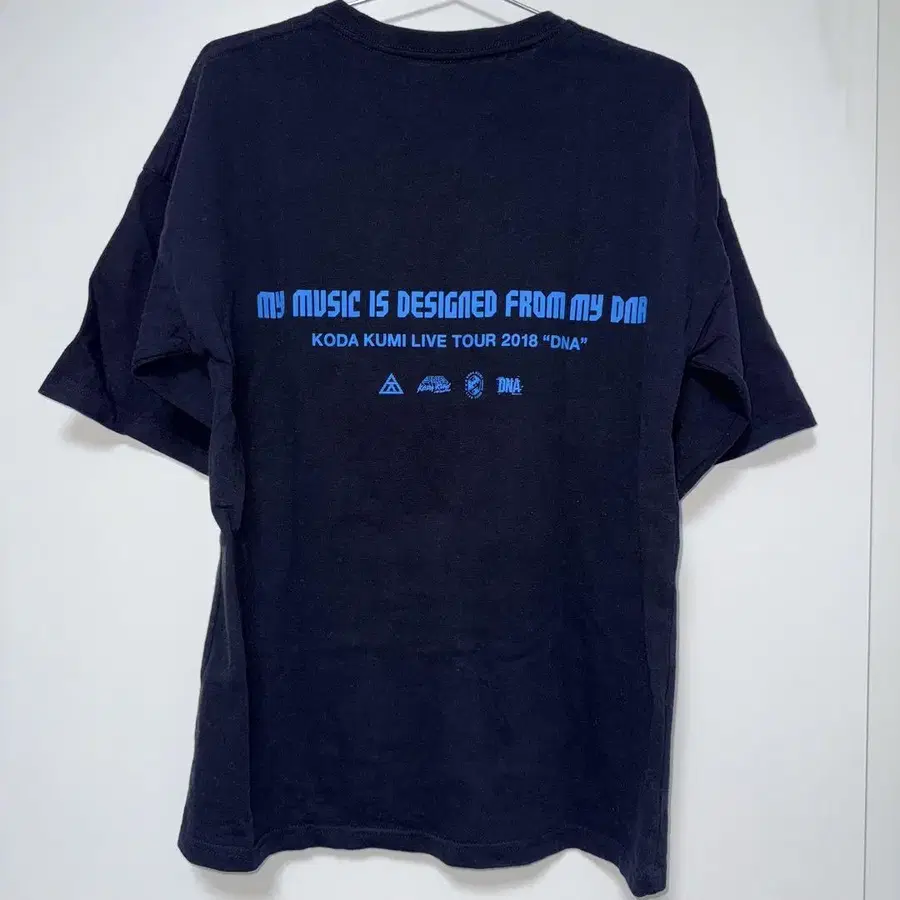 MY MUSIC IS DESIGNED FROM MY DNA
KODA KUMI LIVE TOUR 2018 “DNA”
DNA